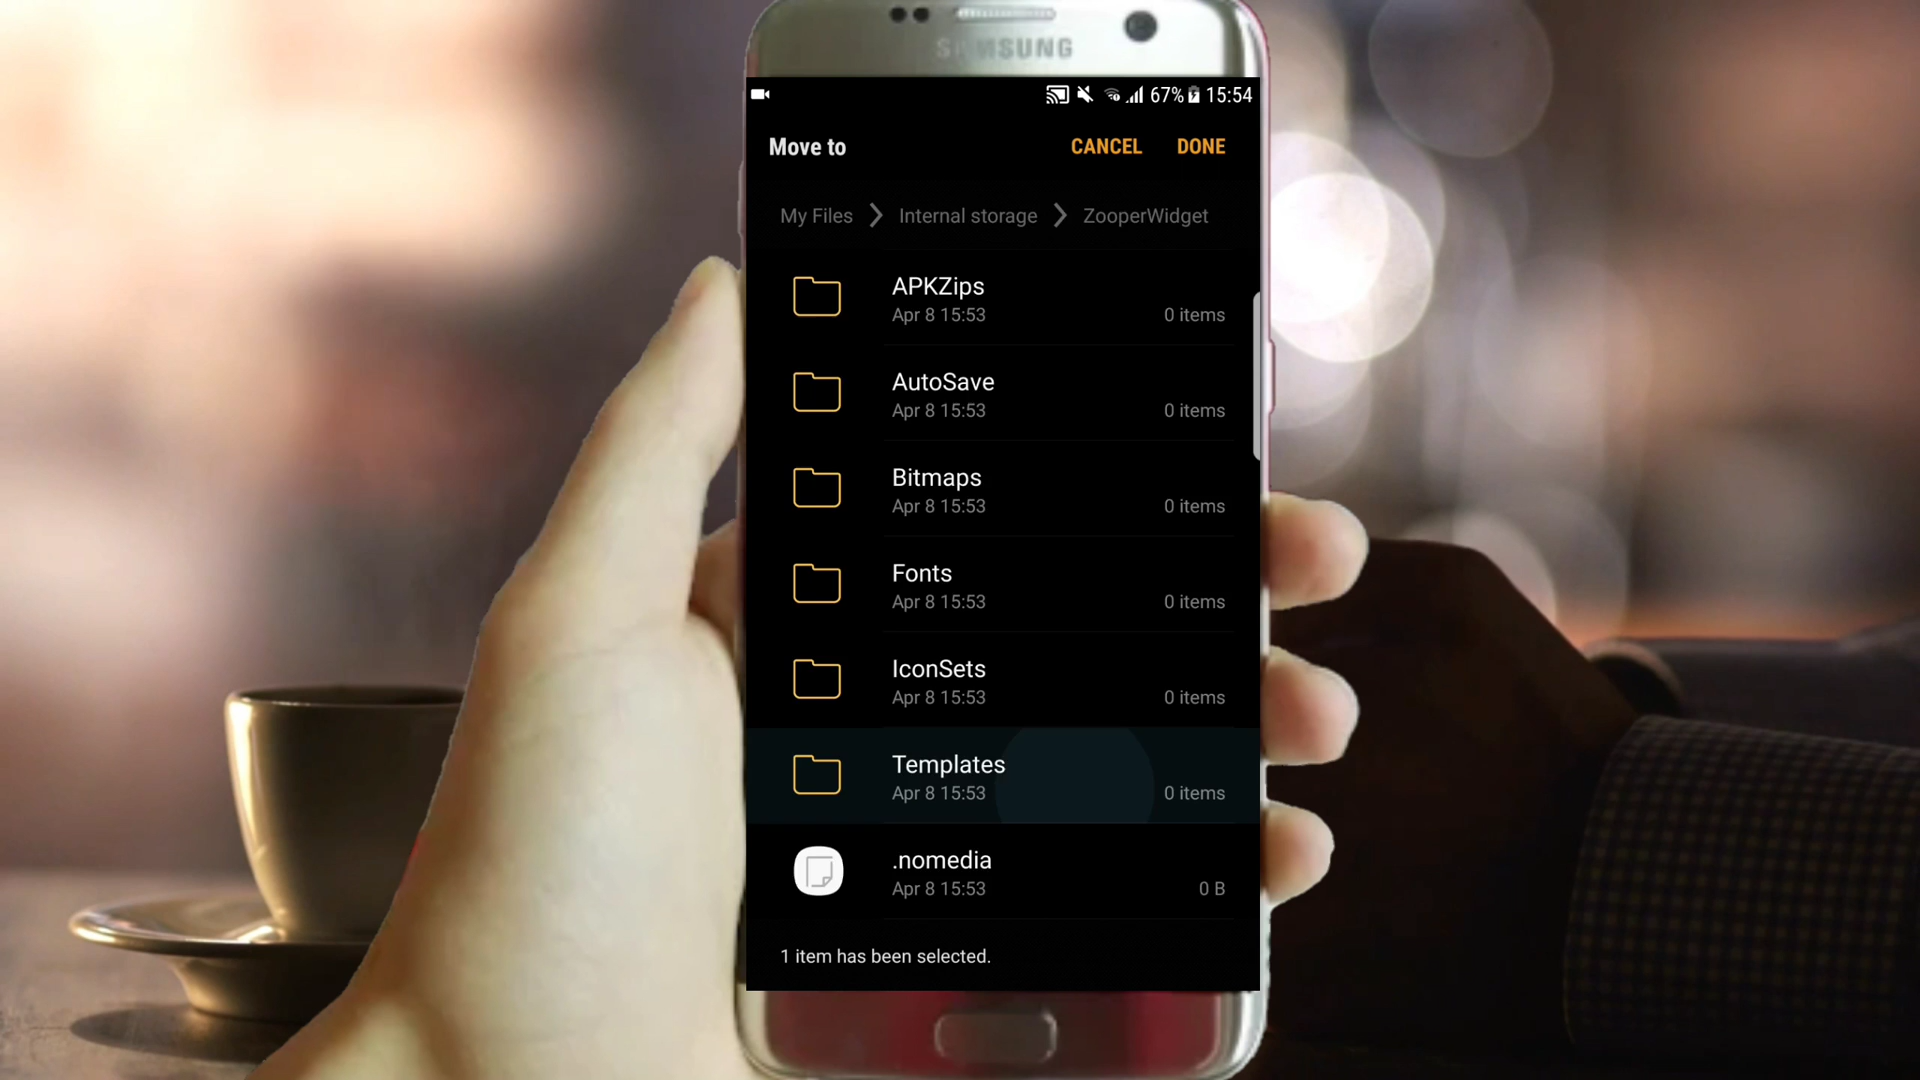 SAMSUNG
67% 15:54
Move to CANCEL DONE
My Files Internal storage ZooperWidget
APKZips
Apr 8 15:53 0 items
AutoSave
Apr 8 15:53 0 items
Bitmaps
Apr 8 15:53 0 items
Fonts
Apr 8 15:53 0 items
IconSets
Apr 8 15:53 0 items
Templates
Apr 8 15:53 0 items
.nomedia
Apr 8 15:53 0 B
1 item has been selected.